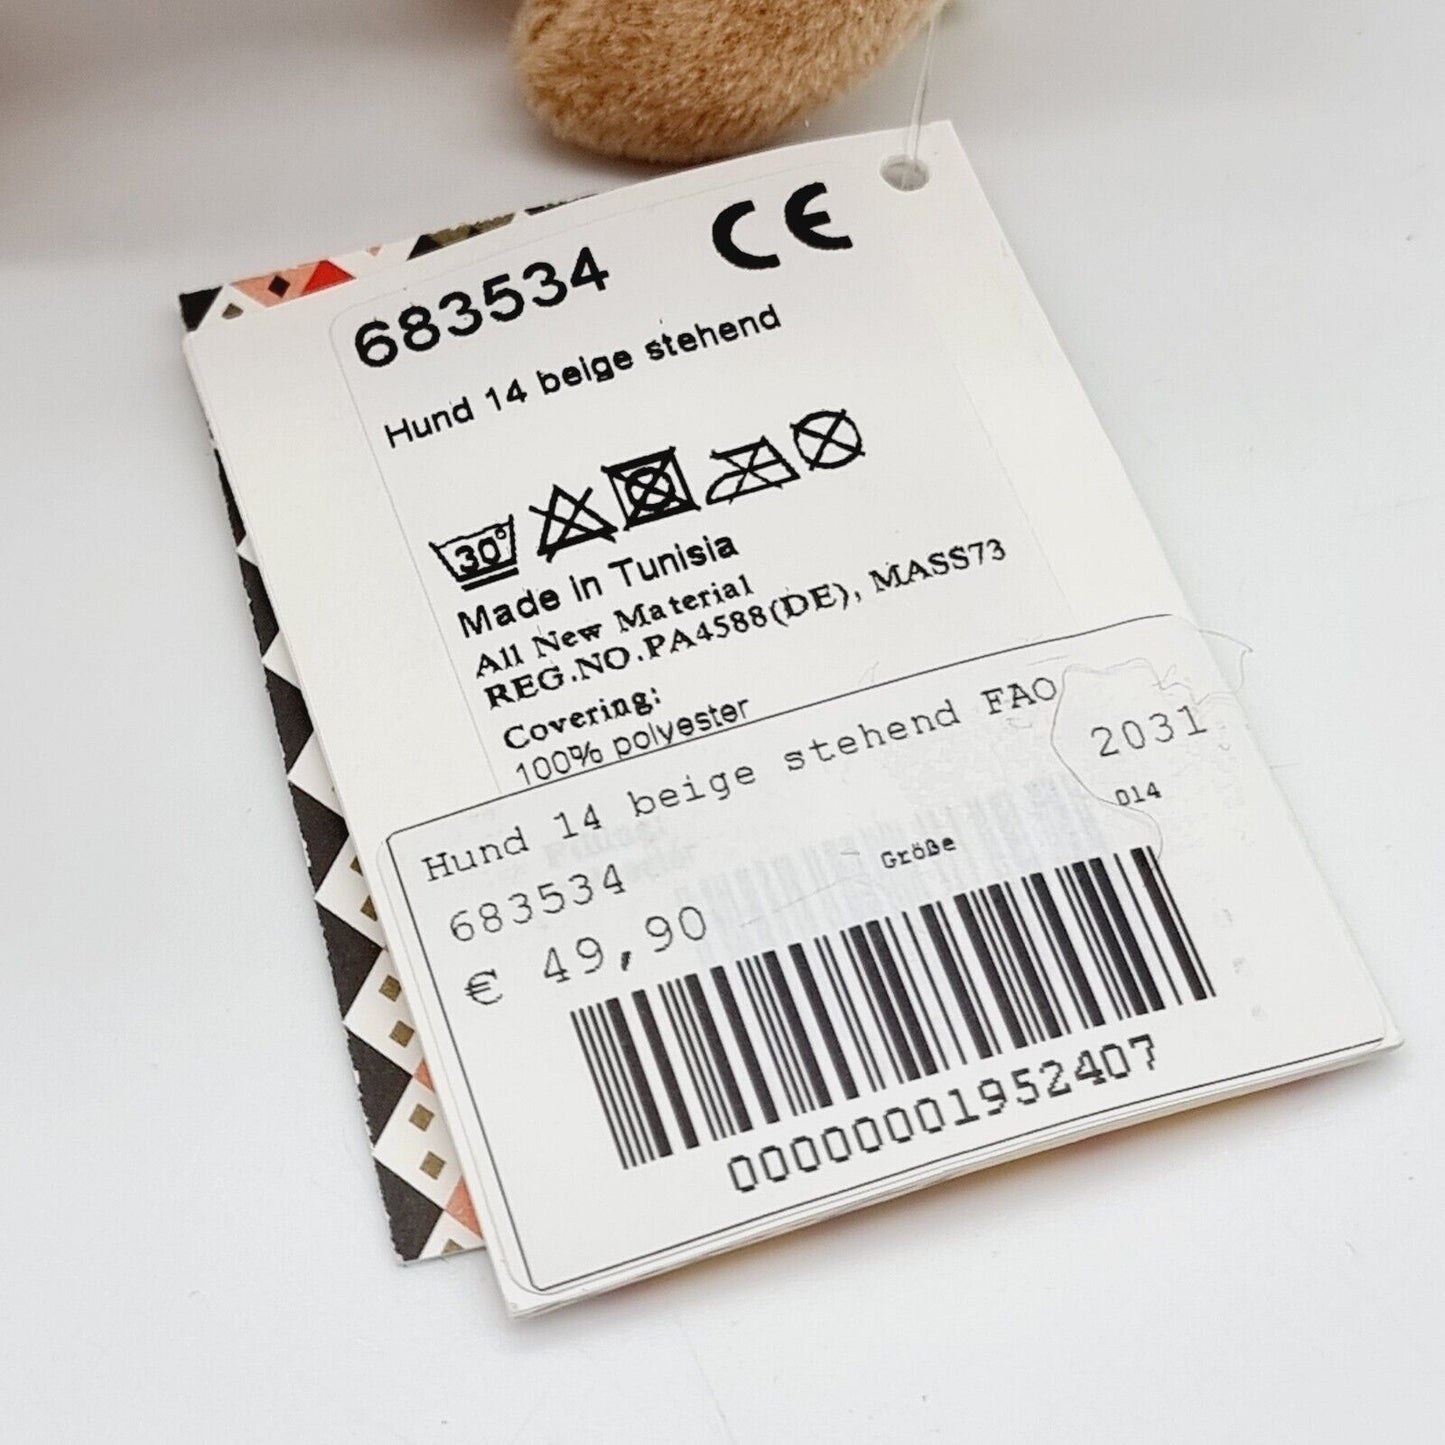 CE
683534
Hund 14 beige stehend
30°
Made in Tunisia
All New Material
REG.NO.PA4588(DE), MASS73
Covering:
100% polyester
Hund 14 beige stehend FAO
2031
683534
Größe
014
€ 49,90
0000001952407